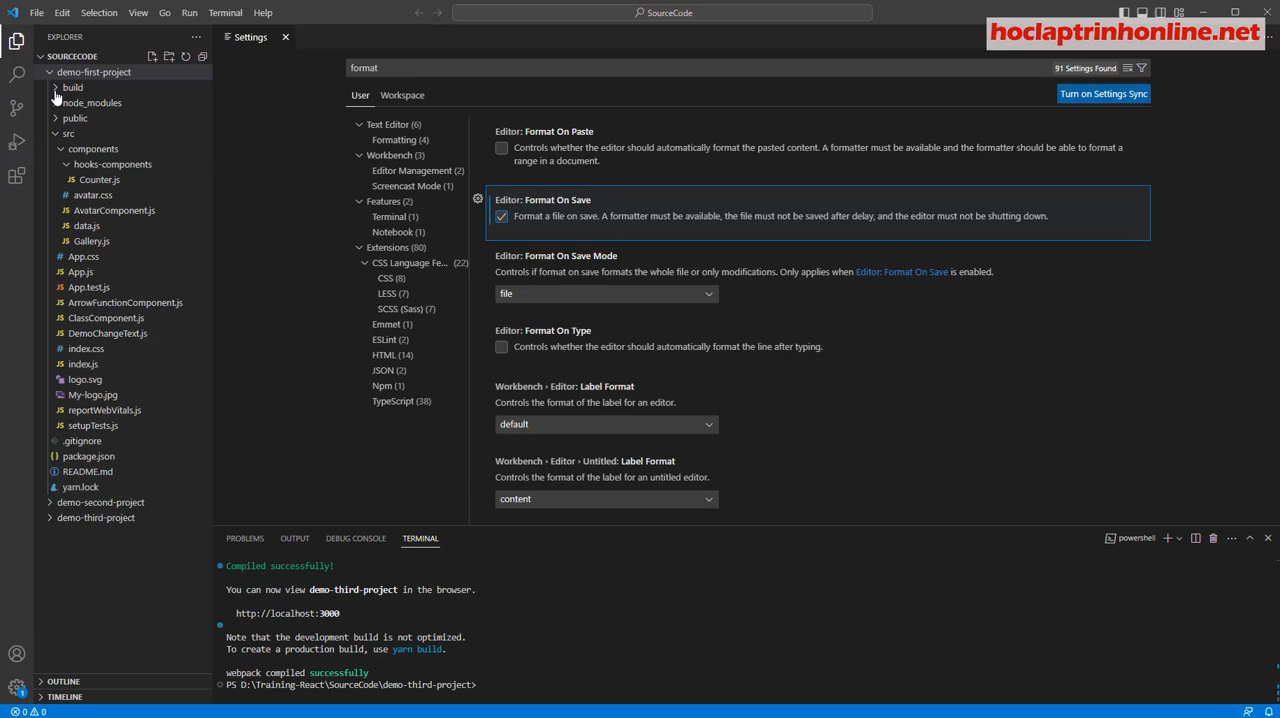 File Edit Selection View Go Run Terminal Help
SourceCode
hoclaptrinhonline.net
EXPLORER
SOURCECODE
demo-first-project
build
node_modules
public
src
components
hooks-components
Counter.js
avatar.css
AvatarComponent.js
data.js
Gallery.js
App.css
App.js
App.test.js
ArrowFunctionComponent.js
ClassComponent.js
DemoChangeText.js
index.css
index.js
logo.svg
My-logo.jpg
reportWebVitals.js
setupTests.js
.gitignore
package.json
README.md
yarn.lock
demo-second-project
demo-third-project
OUTLINE
TIMELINE
Settings
format
91 Settings Found
User Workspace
Turn on Settings Sync
Text Editor (6)
Formatting (4)
Workbench (3)
Editor Management (2)
Screencast Mode (1)
Features (2)
Terminal (1)
Notebook (1)
Extensions (80)
CSS Language Fe... (22)
CSS (8)
LESS (7)
SCSS (Sass) (7)
Emmet (1)
ESLint (2)
HTML (14)
JSON (2)
Npm (1)
TypeScript (38)
Editor: Format On Paste
Controls whether the editor should automatically format the pasted content. A formatter must be available and the formatter should be able to format a
range in a document.
Editor: Format On Save
Format a file on save. A formatter must be available, the file must not be saved after delay, and the editor must not be shutting down.
Editor: Format On Save Mode
Controls if format on save formats the whole file or only modifications. Only applies when Editor: Format On Save is enabled.
file
Editor: Format On Type
Controls whether the editor should automatically format the line after typing.
Workbench › Editor: Label Format
Controls the format of the label for an editor.
default
Workbench › Editor › Untitled: Label Format
Controls the format of the label for an untitled editor.
content
PROBLEMS OUTPUT DEBUG CONSOLE TERMINAL
powershell
Compiled successfully!
You can now view demo-third-project in the browser.
http://localhost:3000
Note that the development build is not optimized.
To create a production build, use yarn build.
webpack compiled successfully
PS D:\Training-React\SourceCode\demo-third-project>
1
0 0